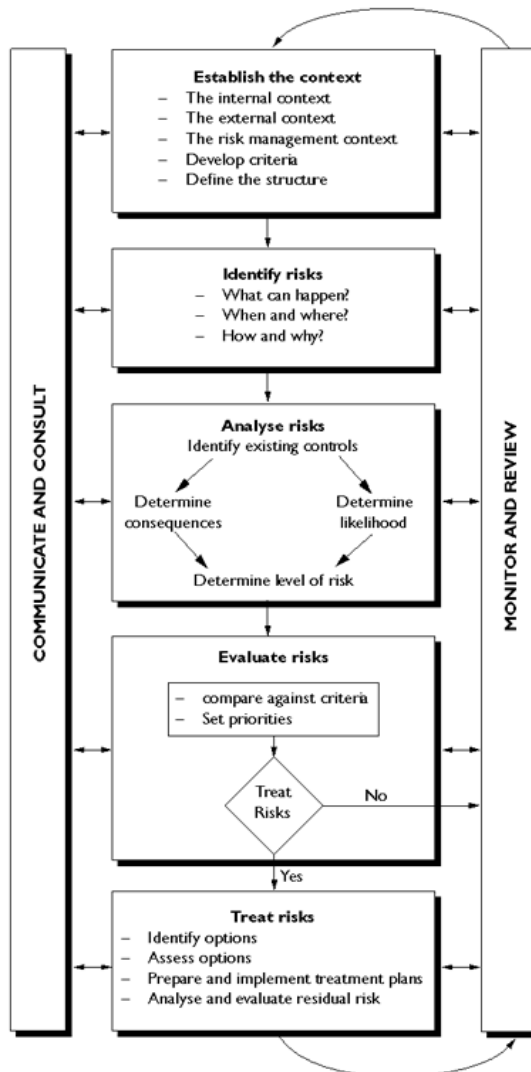 COMMUNICATE AND CONSULT
Establish the context
– The internal context
– The external context
– The risk management context
– Develop criteria
– Define the structure
Identify risks
– What can happen?
– When and where?
– How and why?
Analyse risks
Identify existing controls
Determine
consequences
Determine
likelihood
Determine level of risk
Evaluate risks
– compare against criteria
– Set priorities
Treat
Risks
No
Yes
Treat risks
– Identify options
– Assess options
– Prepare and implement treatment plans
– Analyse and evaluate residual risk
MONITOR AND REVIEW